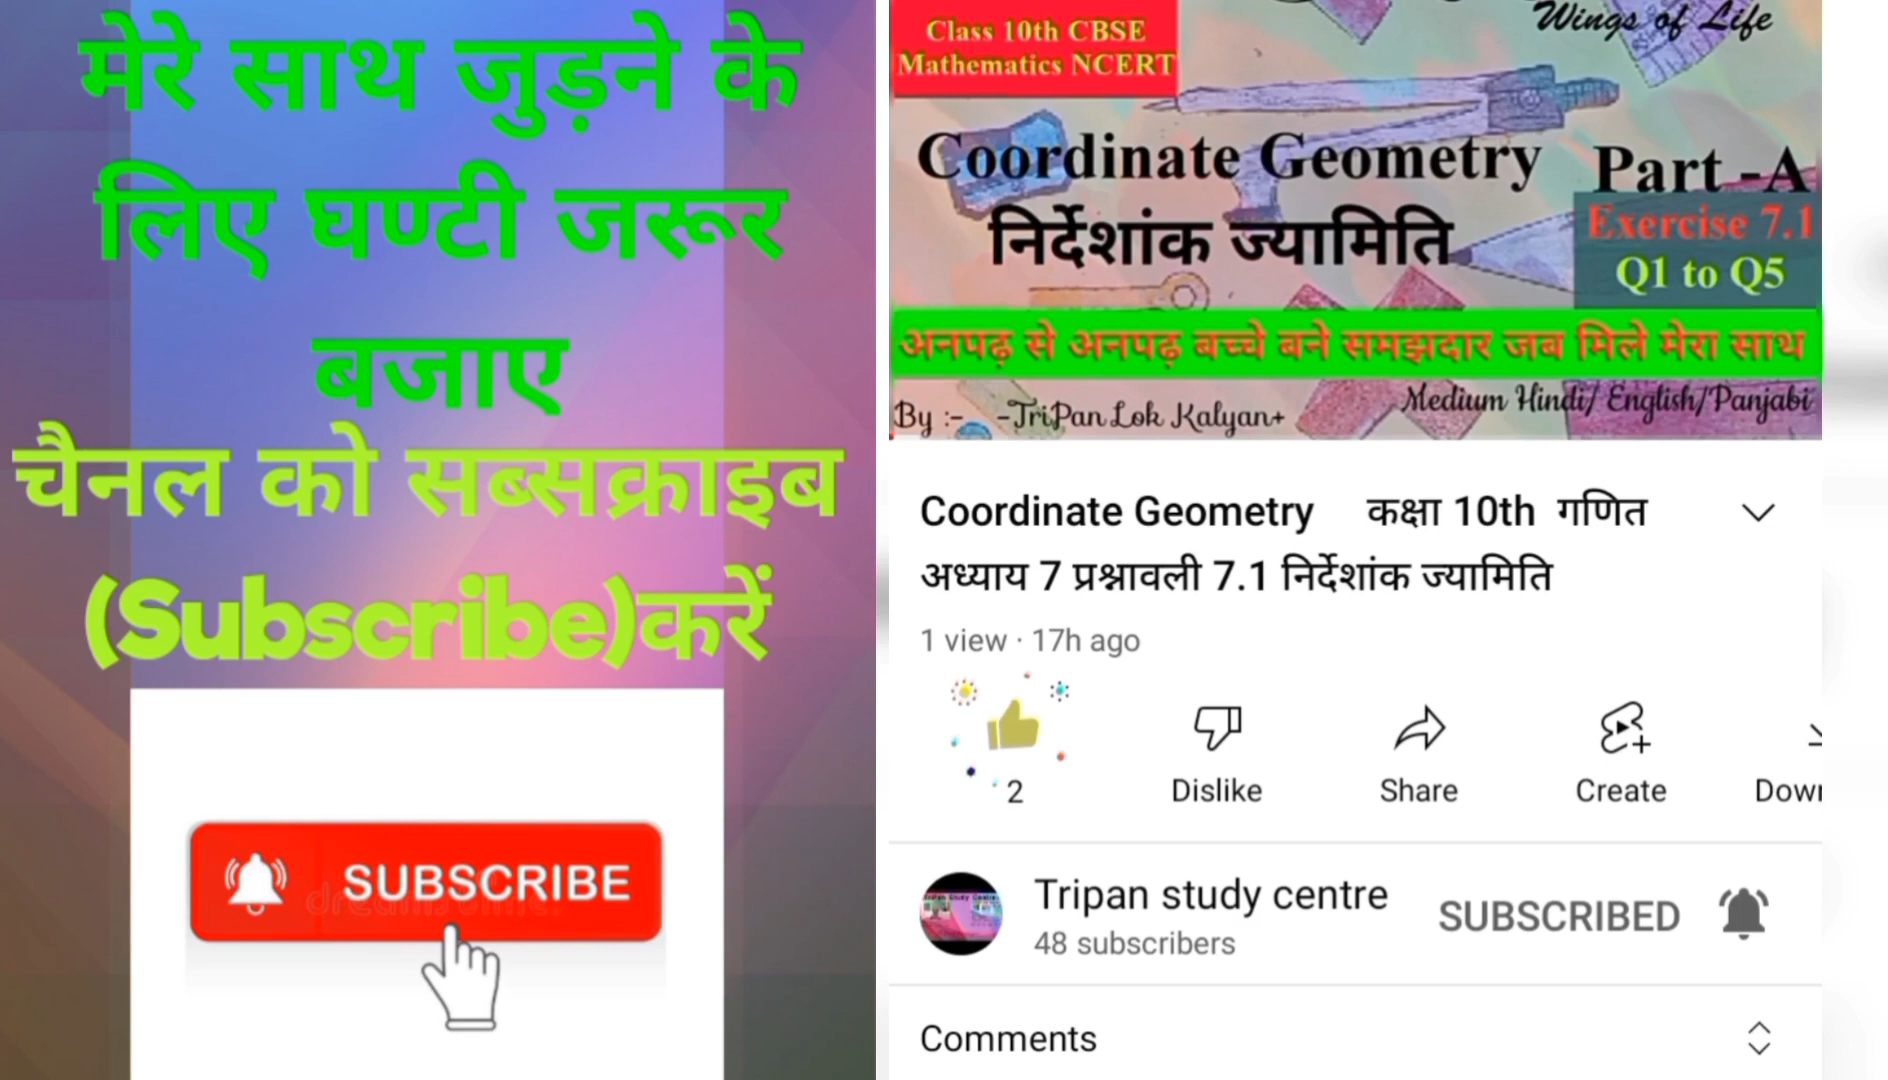 मेरे साथ जुड़ने के
लिए घण्टी जरूर
बजाए
चैनल को सब्सक्राइब
(Subscribe)करें
SUBSCRIBE
Class 10th CBSE
Mathematics NCERT
Wings of Life
Coordinate Geometry Part -A
निर्देशांक ज्यामिति
Exercise 7.1
Q1 to Q5
अनपढ़ से अनपढ़ बच्चे बने समझदार जब मिले मेरा साथ
Medium Hindi/ English/Panjabi
By :- -TriPan Lok Kalyan+
Coordinate Geometry कक्षा 10th गणित
अध्याय 7 प्रश्नावली 7.1 निर्देशांक ज्यामिति
1 view · 17h ago
2 Dislike Share Create Down
Tripan study centre
48 subscribers
SUBSCRIBED
Comments